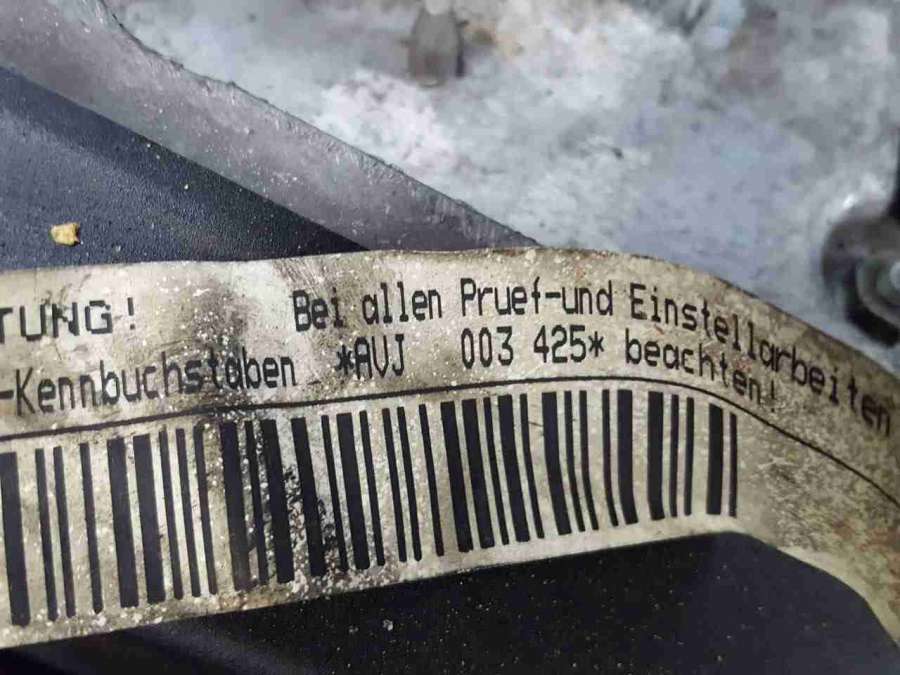 TUNG! Bei allen Pruef-und Einstellarbeiten
-Kennbuchstaben *AVJ 003 425* beachten!